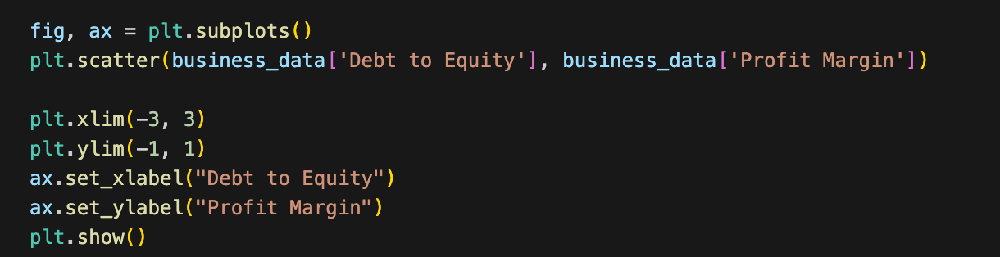 fig, ax = plt.subplots()
plt.scatter(business_data['Debt to Equity'], business_data['Profit Margin'])
plt.xlim(-3, 3)
plt.ylim(-1, 1)
ax.set_xlabel("Debt to Equity")
ax.set_ylabel("Profit Margin")
plt.show()